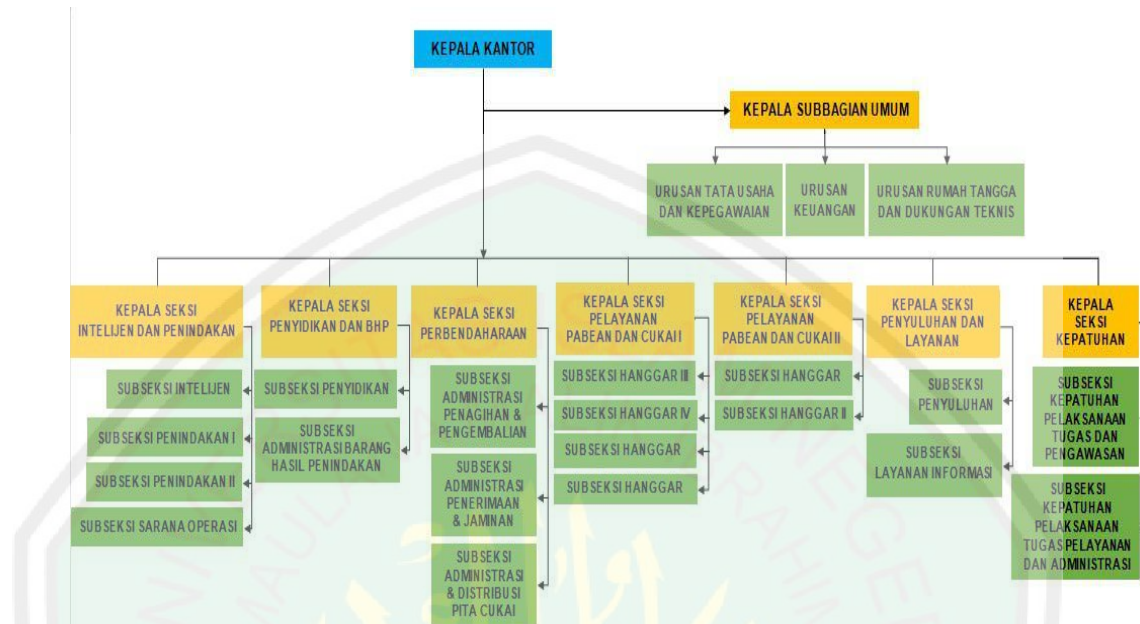 KEPALA KANTOR
KEPALA SUBBAGIAN UMUM
URUSAN TATA USAHA
DAN KEPEGAWAIAN
URUSAN
KEUANGAN
URUSAN RUMAH TANGGA
DAN DUKUNGAN TEKNIS
KEPALA SEKSI
INTELIJEN DAN PENINDAKAN
SUBSEKSI INTELIJEN
SUBSEKSI PENINDAKAN I
SUBSEKSI PENINDAKAN II
SUBSEKSI SARANA OPERASI
KEPALA SEKSI
PENYIDIKAN DAN BHP
SUBSEKSI PENYIDIKAN
SUBSEKSI
ADMINISTRASI BARANG
HASIL PENINDAKAN
KEPALA SEKSI
PERBENDAHARAAN
SUBSEKSI
ADMINISTRASI
PENAGIHAN &
PENGEMBALIAN
SUBSEKSI
ADMINISTRASI
PENERIMAAN
& JAMINAN
SUBSEKSI
ADMINISTRASI
& DISTRIBUSI
PITA CUKAI
KEPALA SEKSI
PELAYANAN
PABEAN DAN CUKAI I
SUBSEKSI HANGGAR III
SUBSEKSI HANGGAR IV
SUBSEKSI HANGGAR
SUBSEKSI HANGGAR
KEPALA SEKSI
PELAYANAN
PABEAN DAN CUKAI II
SUBSEKSI HANGGAR
SUBSEKSI HANGGAR II
KEPALA SEKSI
PENYULUHAN DAN
LAYANAN
SUBSEKSI
PENYULUHAN
SUBSEKSI
LAYANAN INFORMASI
KEPALA
SEKSI
KEPATUHAN
SUBSEKSI
KEPATUHAN
PELAKSANAAN
TUGAS DAN
PENGAWASAN
SUBSEKSI
KEPATUHAN
PELAKSANAAN
TUGAS PELAYANAN
DAN ADMINISTRASI